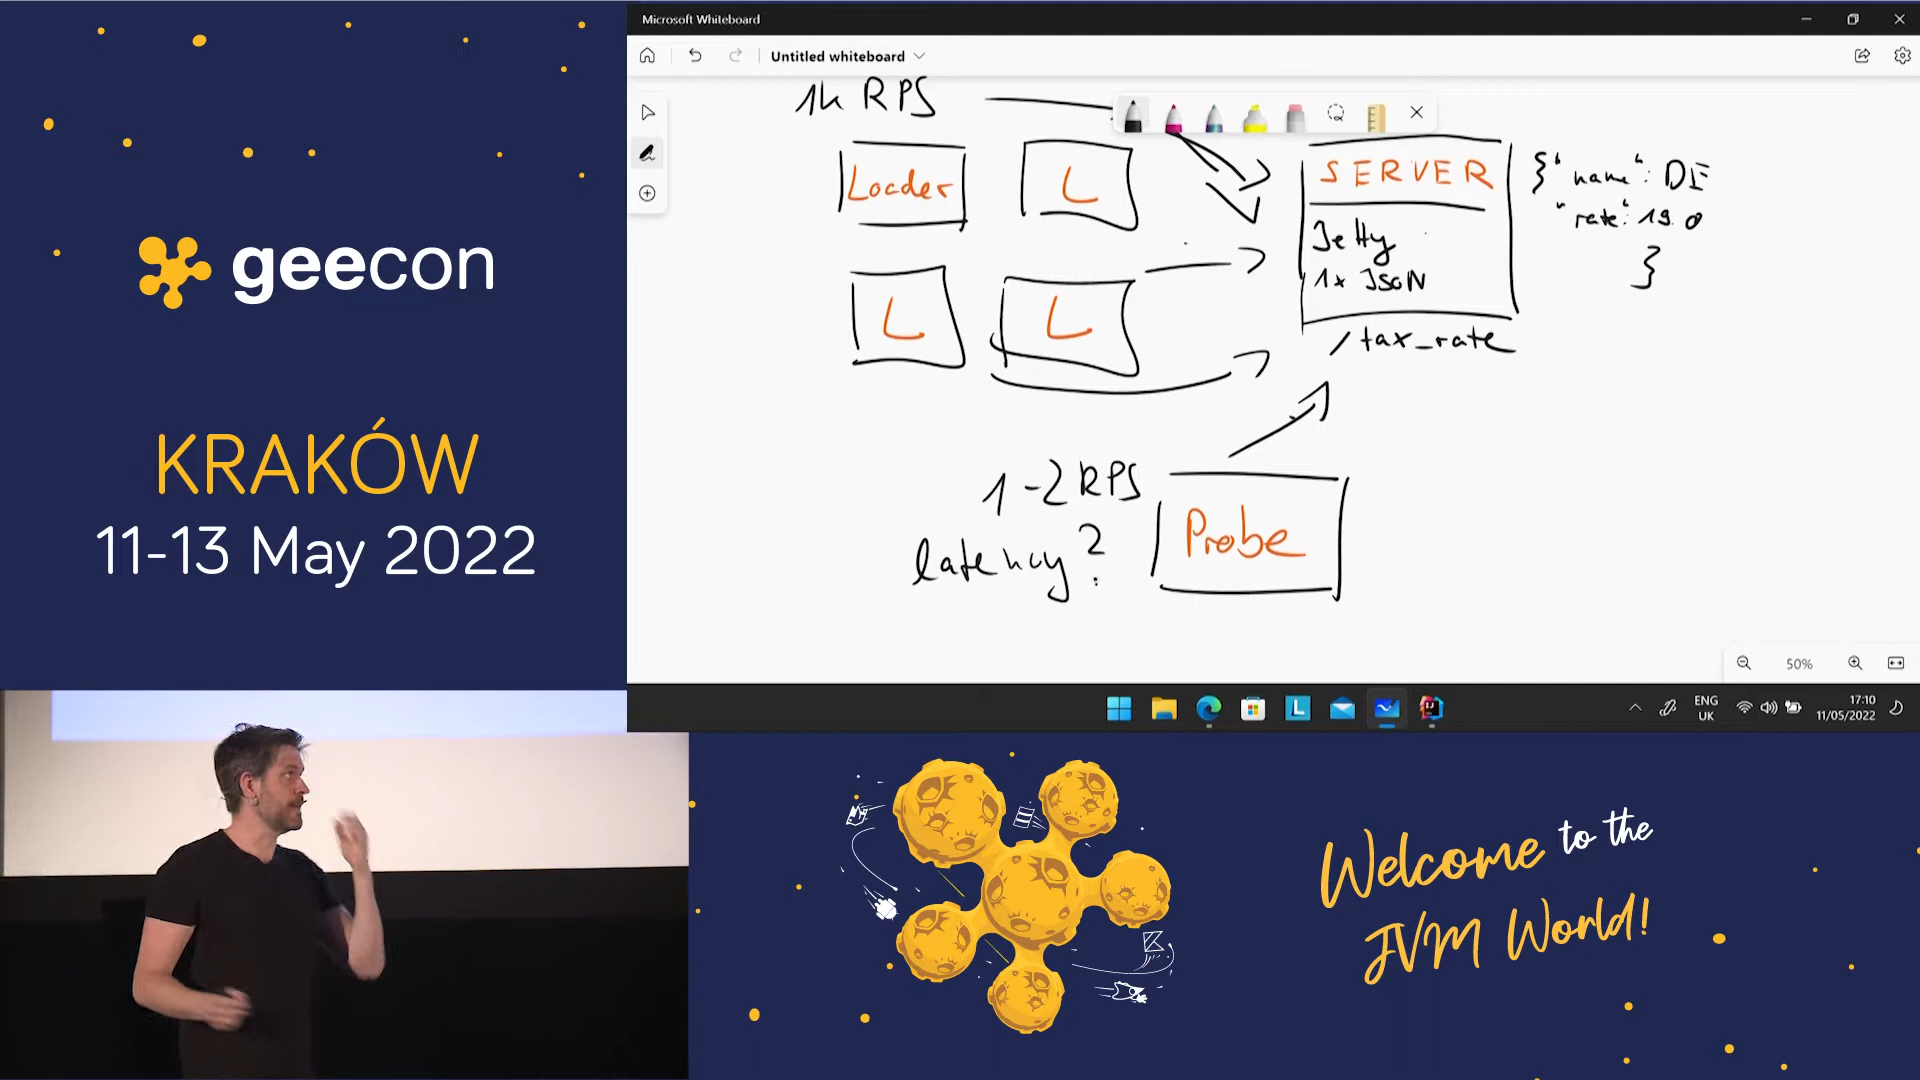 geecon
KRAKÓW
11-13 May 2022
Microsoft Whiteboard
Untitled whiteboard
1k RPS
Loader
L
L
L
SERVER
Jetty
1x JSON
/tax_rate
{"name": DE
"rate": 19.0
}
1-2 RPS
latency?
Probe
50%
ENG
UK
17:10
11/05/2022
Welcome to the
JVM World!